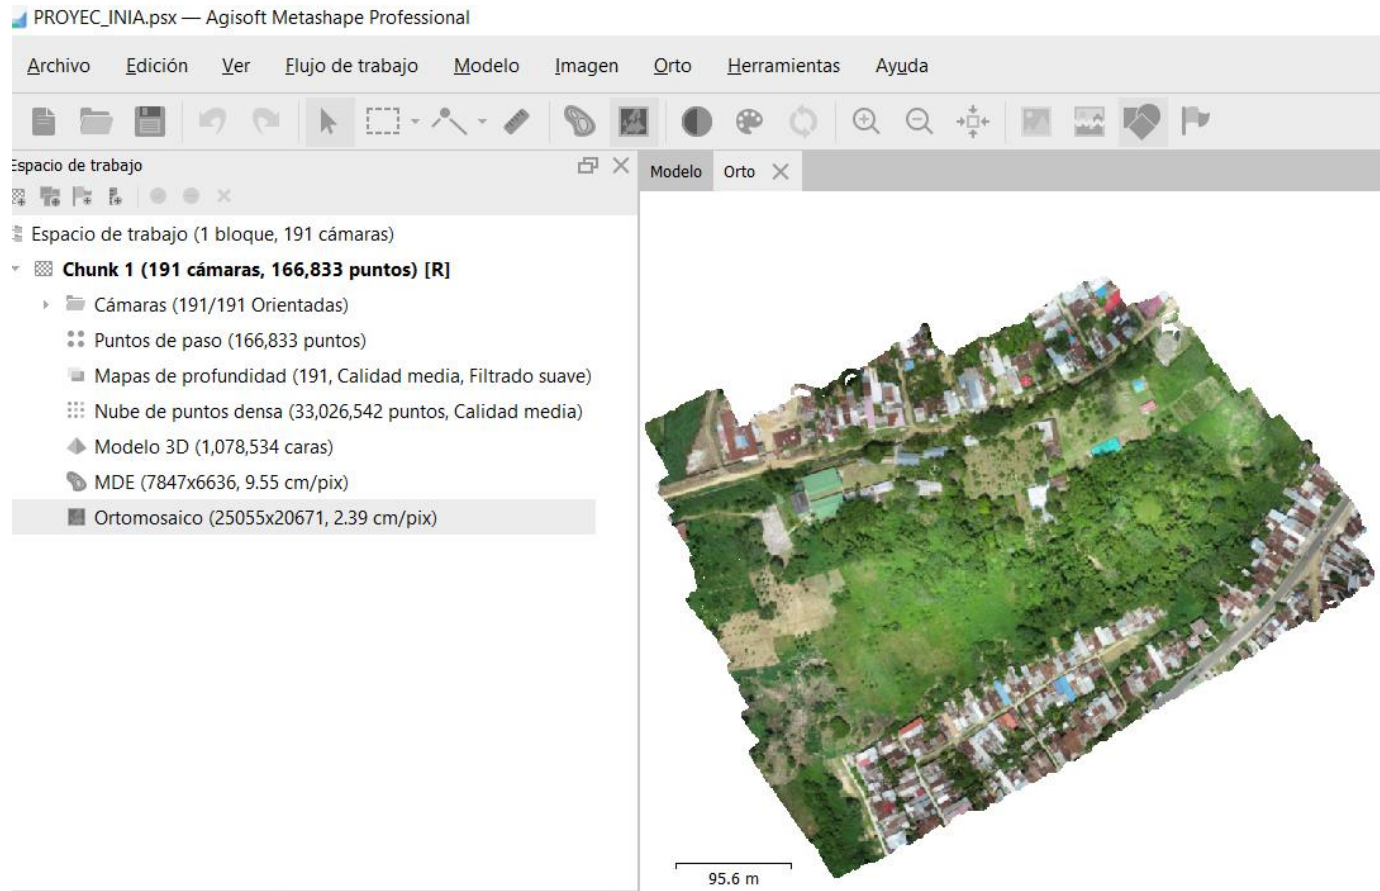 PROYEC_INIA.psx — Agisoft Metashape Professional
Archivo Edición Ver Flujo de trabajo Modelo Imagen Orto Herramientas Ayuda
Espacio de trabajo
Modelo Orto
Espacio de trabajo (1 bloque, 191 cámaras)
Chunk 1 (191 cámaras, 166,833 puntos) [R]
Cámaras (191/191 Orientadas)
Puntos de paso (166,833 puntos)
Mapas de profundidad (191, Calidad media, Filtrado suave)
Nube de puntos densa (33,026,542 puntos, Calidad media)
Modelo 3D (1,078,534 caras)
MDE (7847x6636, 9.55 cm/pix)
Ortomosaico (25055x20671, 2.39 cm/pix)
95.6 m